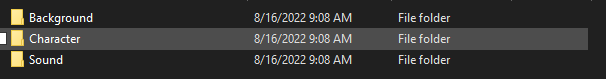 Background 8/16/2022 9:08 AM File folder
Character 8/16/2022 9:08 AM File folder
Sound 8/16/2022 9:08 AM File folder